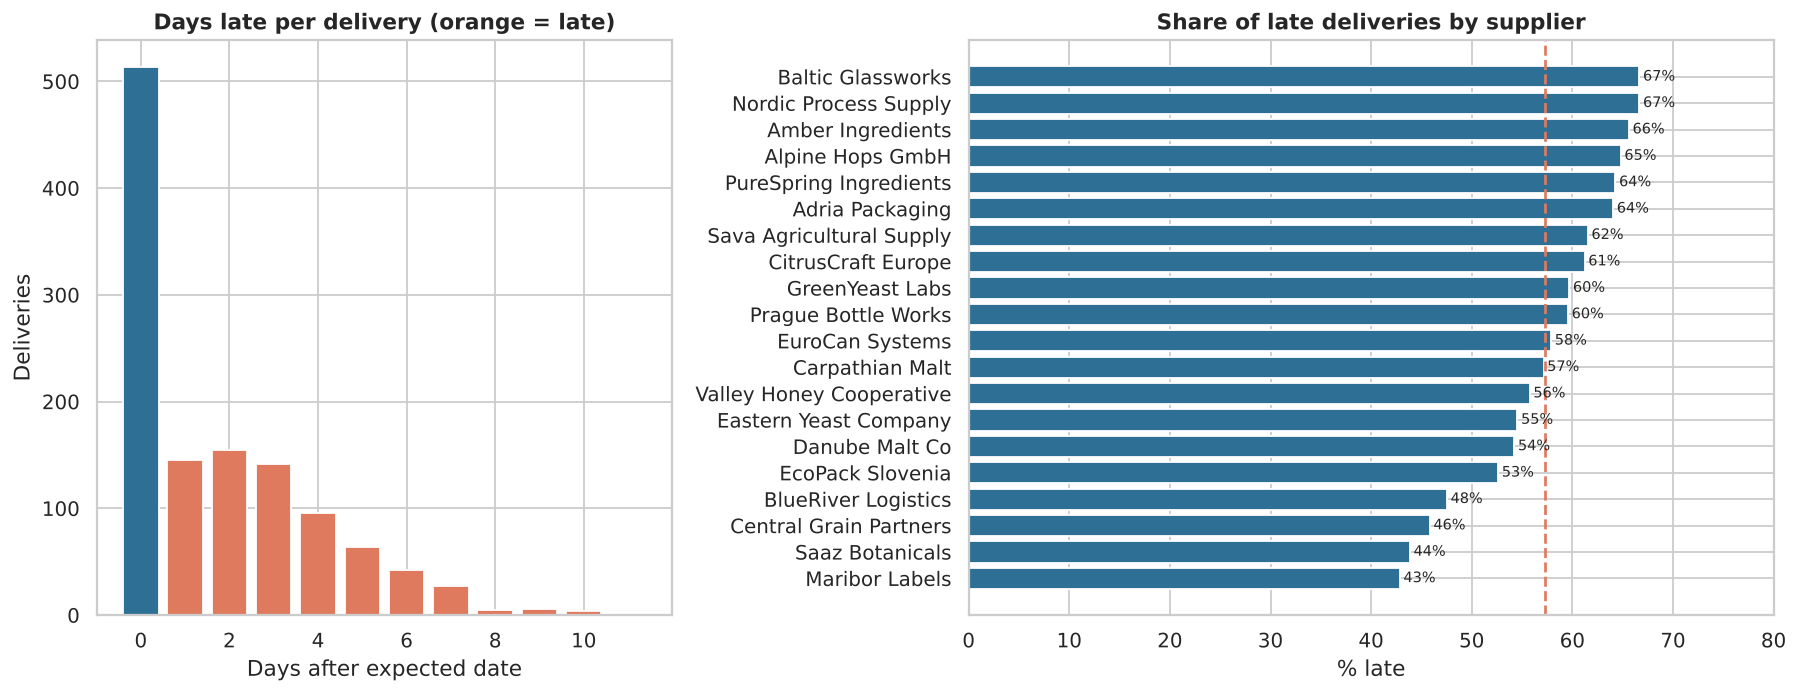 Days late per delivery (orange = late)
Deliveries
500
400
300
200
100
0
0 2 4 6 8 10
Days after expected date
Share of late deliveries by supplier
Baltic Glassworks 67%
Nordic Process Supply 67%
Amber Ingredients 66%
Alpine Hops GmbH 65%
PureSpring Ingredients 64%
Adria Packaging 64%
Sava Agricultural Supply 62%
CitrusCraft Europe 61%
GreenYeast Labs 60%
Prague Bottle Works 60%
EuroCan Systems 58%
Carpathian Malt 57%
Valley Honey Cooperative 56%
Eastern Yeast Company 55%
Danube Malt Co 54%
EcoPack Slovenia 53%
BlueRiver Logistics 48%
Central Grain Partners 46%
Saaz Botanicals 44%
Maribor Labels 43%
0 10 20 30 40 50 60 70 80
% late